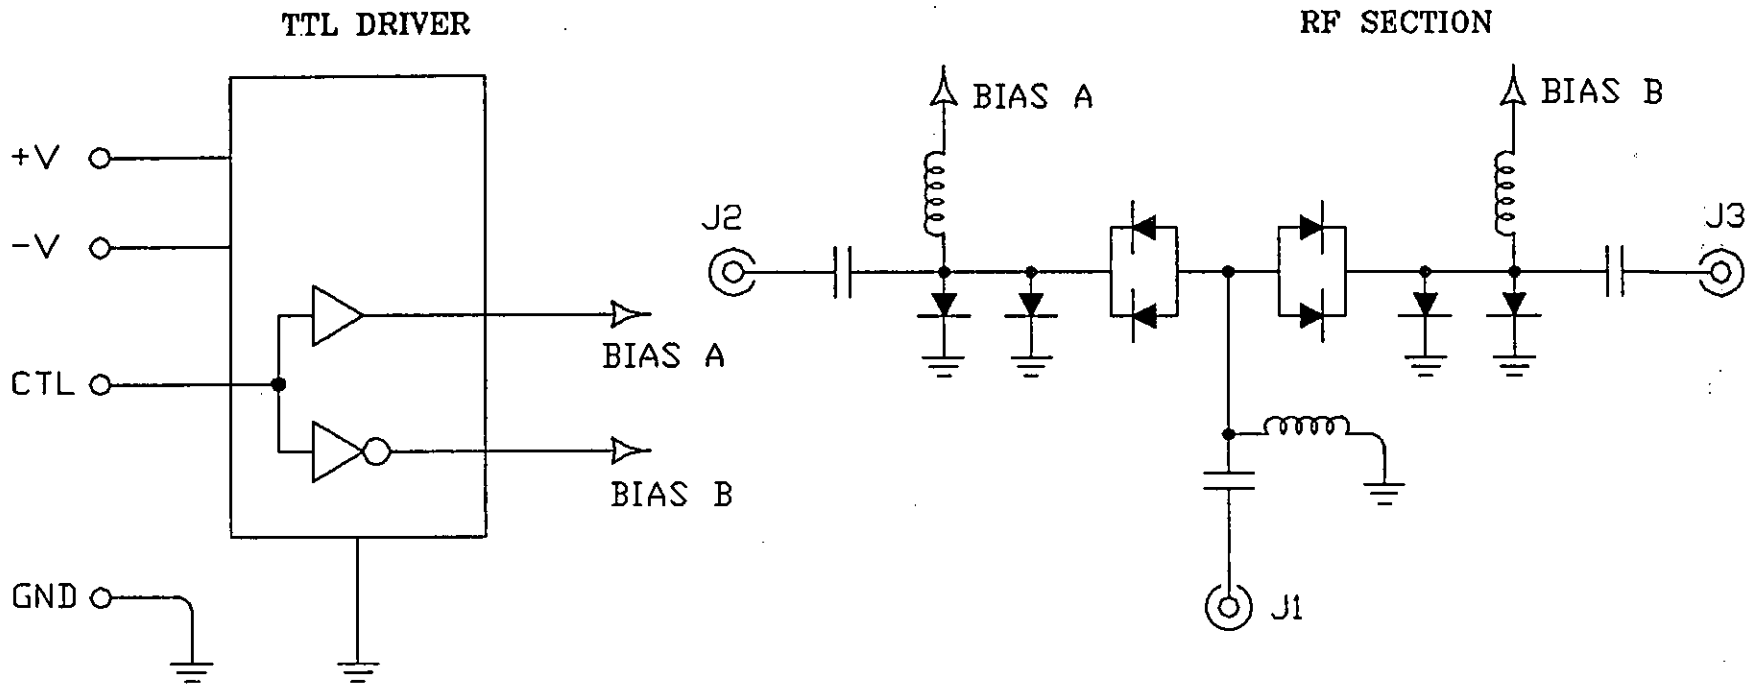 TTL DRIVER
RF SECTION
BIAS A
BIAS B
+V
-V
J2
J3
BIAS A
CTL
BIAS B
GND
J1